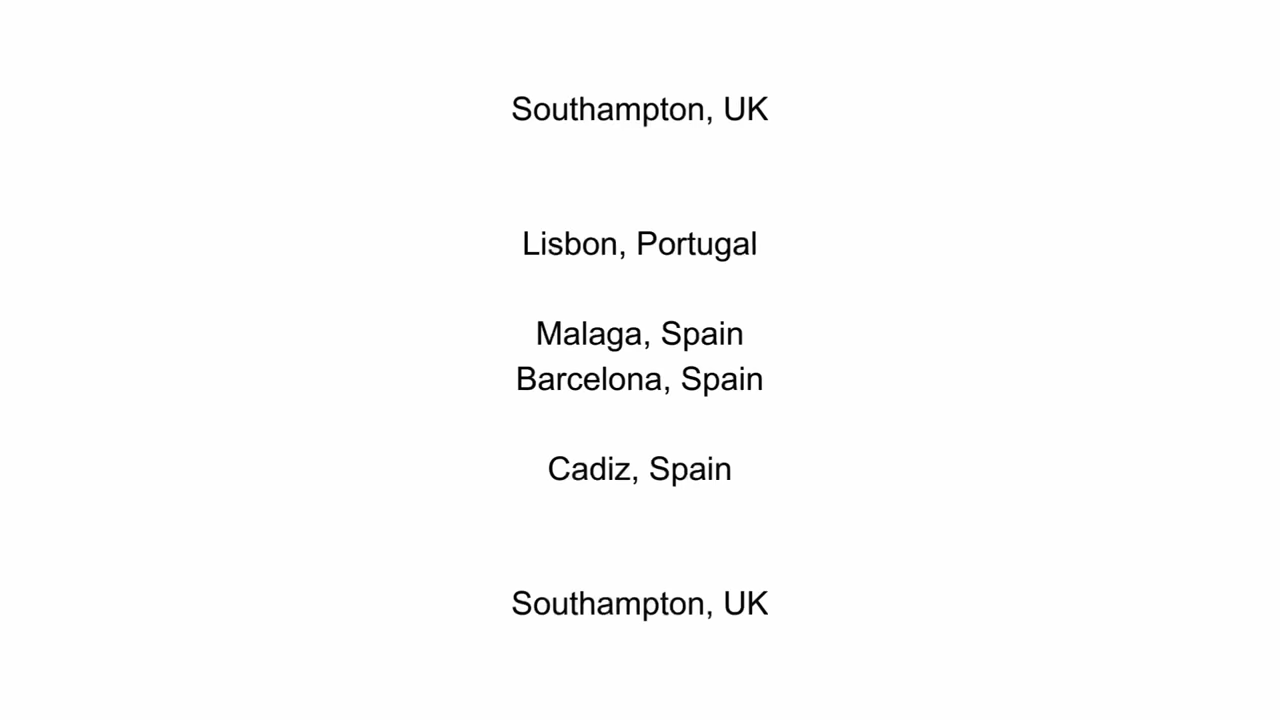 Southampton, UK
Lisbon, Portugal
Malaga, Spain
Barcelona, Spain
Cadiz, Spain
Southampton, UK